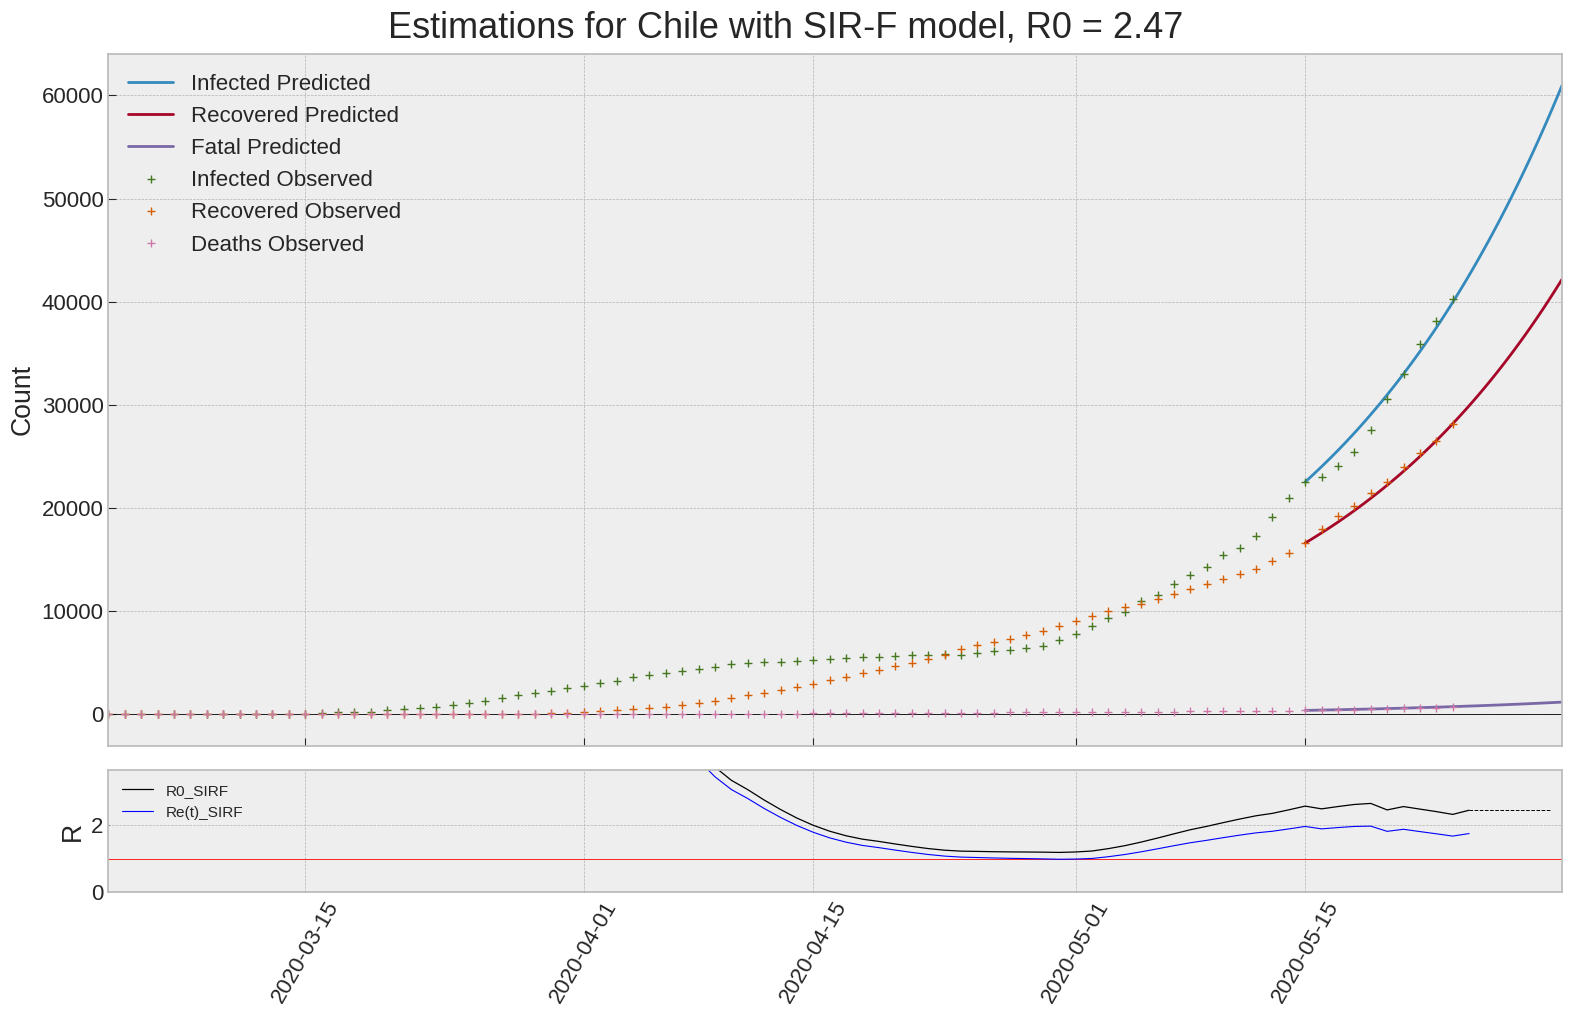 Estimations for Chile with SIR-F model, R0 = 2.47
Infected Predicted
Recovered Predicted
Fatal Predicted
Infected Observed
Recovered Observed
Deaths Observed
60000
50000
40000
30000
20000
10000
0
Count
R0_SIRF
Re(t)_SIRF
2
0
R
2020-03-15
2020-04-01
2020-04-15
2020-05-01
2020-05-15